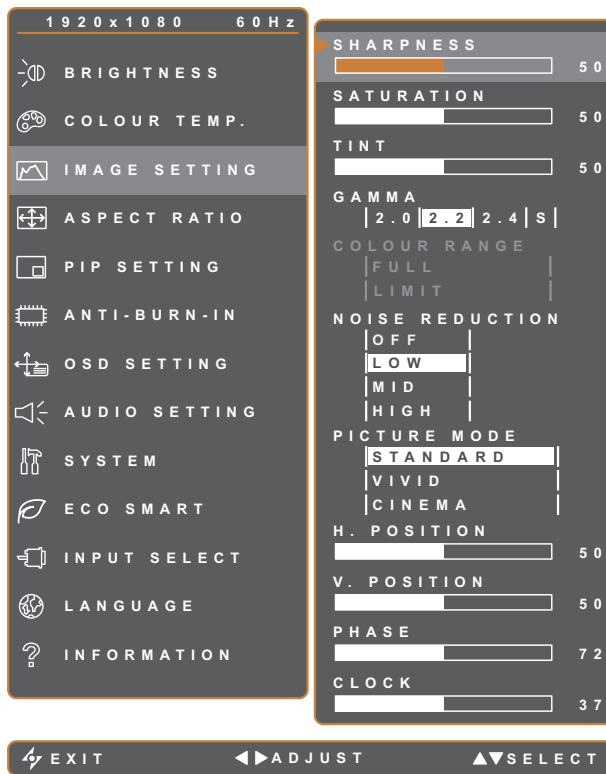 1920x1080 60Hz
BRIGHTNESS
COLOUR TEMP.
IMAGE SETTING
ASPECT RATIO
PIP SETTING
ANTI-BURN-IN
OSD SETTING
AUDIO SETTING
SYSTEM
ECO SMART
INPUT SELECT
LANGUAGE
INFORMATION
SHARPNESS
50
SATURATION
50
TINT
50
GAMMA
2.0 2.2 2.4 S
COLOUR RANGE
FULL
LIMIT
NOISE REDUCTION
OFF
LOW
MID
HIGH
PICTURE MODE
STANDARD
VIVID
CINEMA
H. POSITION
50
V. POSITION
50
PHASE
72
CLOCK
37
EXIT ADJUST SELECT